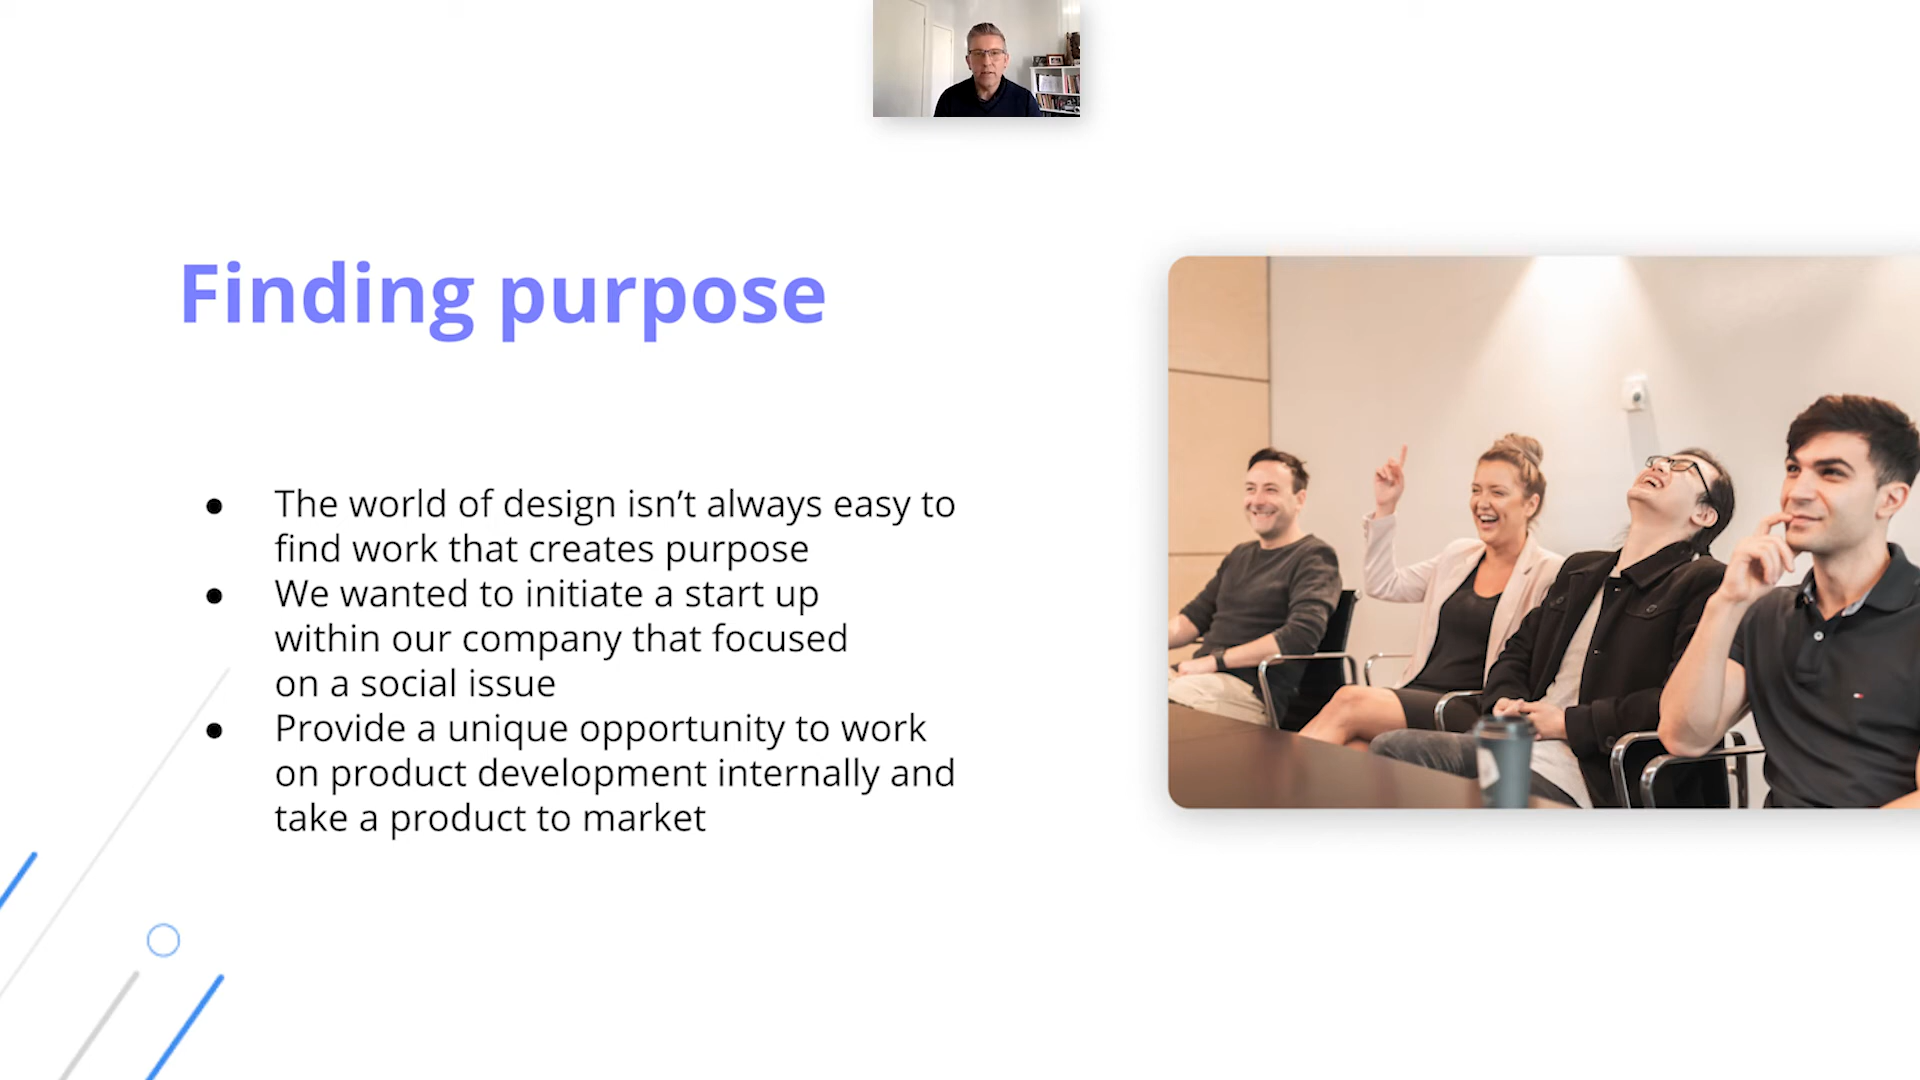 Finding purpose
● The world of design isn’t always easy to
find work that creates purpose
● We wanted to initiate a start up
within our company that focused
on a social issue
● Provide a unique opportunity to work
on product development internally and
take a product to market